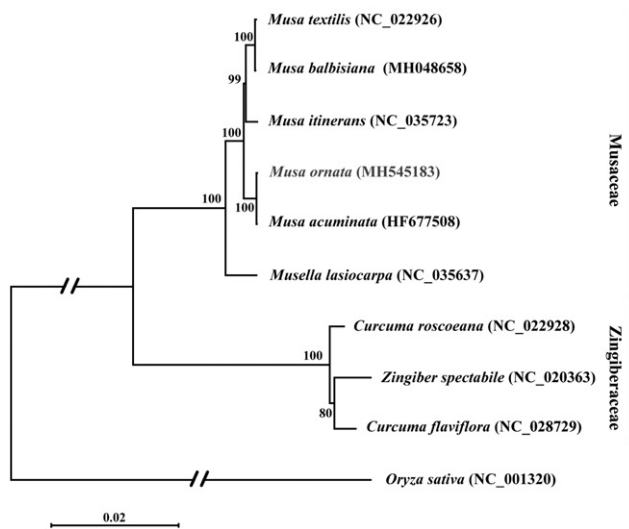 Musa textilis (NC_022926)
100
Musa balbisiana (MH048658)
99
Musa itinerans (NC_035723)
100
Musa ornata (MH545183)
100
100
Musa acuminata (HF677508)
Musella lasiocarpa (NC_035637)
Musaceae
Curcuma roscoeana (NC_022928)
100
Zingiber spectabile (NC_020363)
80
Curcuma flaviflora (NC_028729)
Zingiberaceae
Oryza sativa (NC_001320)
0.02